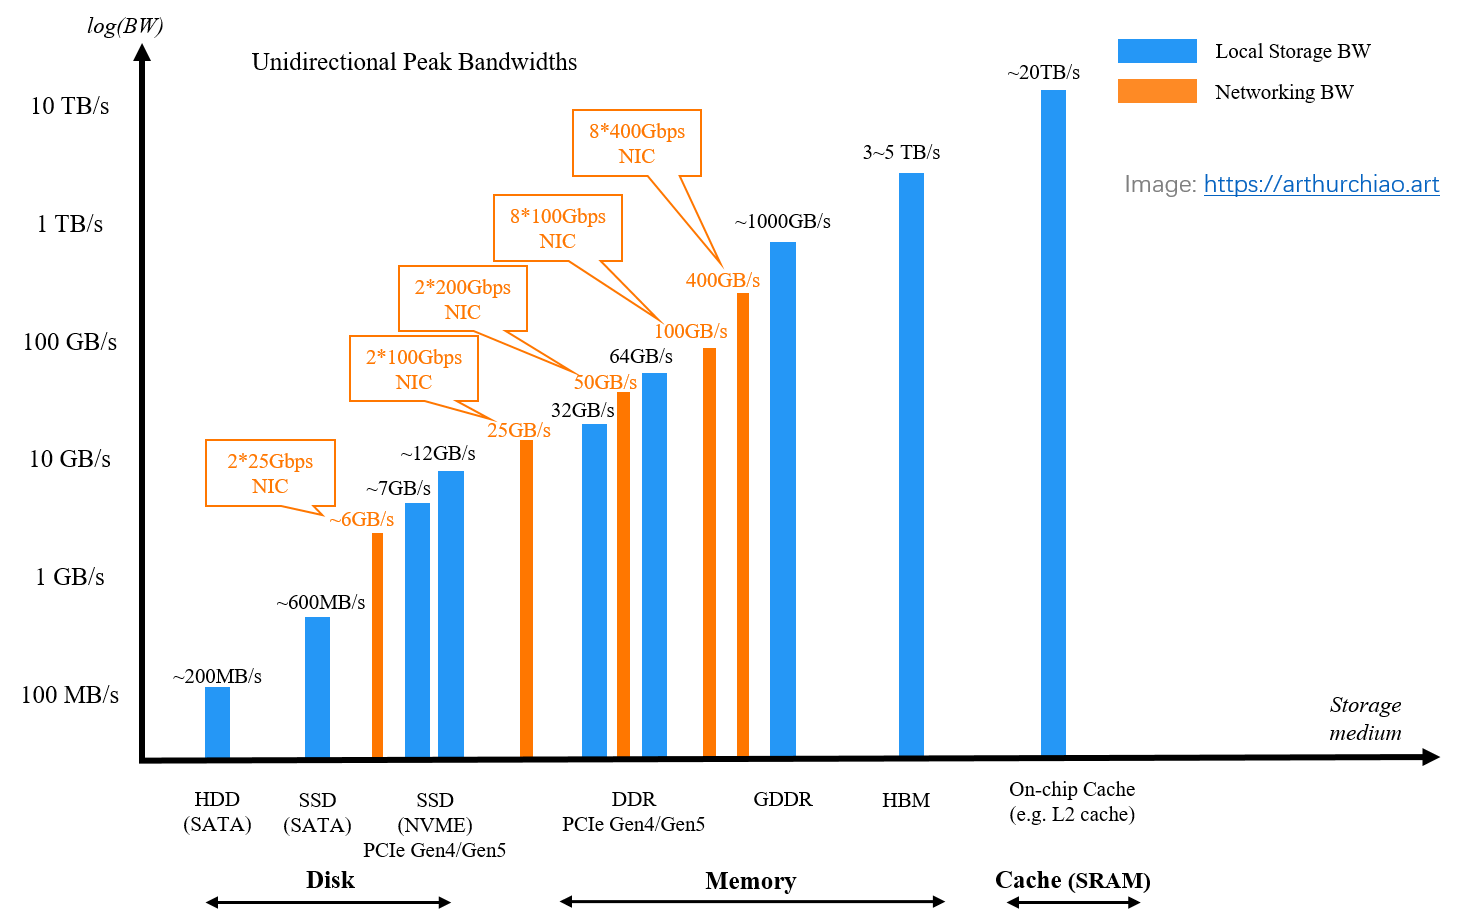 log(BW)
Unidirectional Peak Bandwidths
Local Storage BW
Networking BW
Image: https://arthurchiao.art
10 TB/s
1 TB/s
100 GB/s
10 GB/s
1 GB/s
100 MB/s
~200MB/s
~600MB/s
2*25Gbps
NIC
~6GB/s
~7GB/s
~12GB/s
2*100Gbps
NIC
25GB/s
32GB/s
2*200Gbps
NIC
50GB/s
64GB/s
8*100Gbps
NIC
100GB/s
8*400Gbps
NIC
400GB/s
~1000GB/s
3~5 TB/s
~20TB/s
Storage
medium
HDD
(SATA)
SSD
(SATA)
SSD
(NVME)
PCIe Gen4/Gen5
DDR
PCIe Gen4/Gen5
GDDR
HBM
On-chip Cache
(e.g. L2 cache)
Disk
Memory
Cache (SRAM)